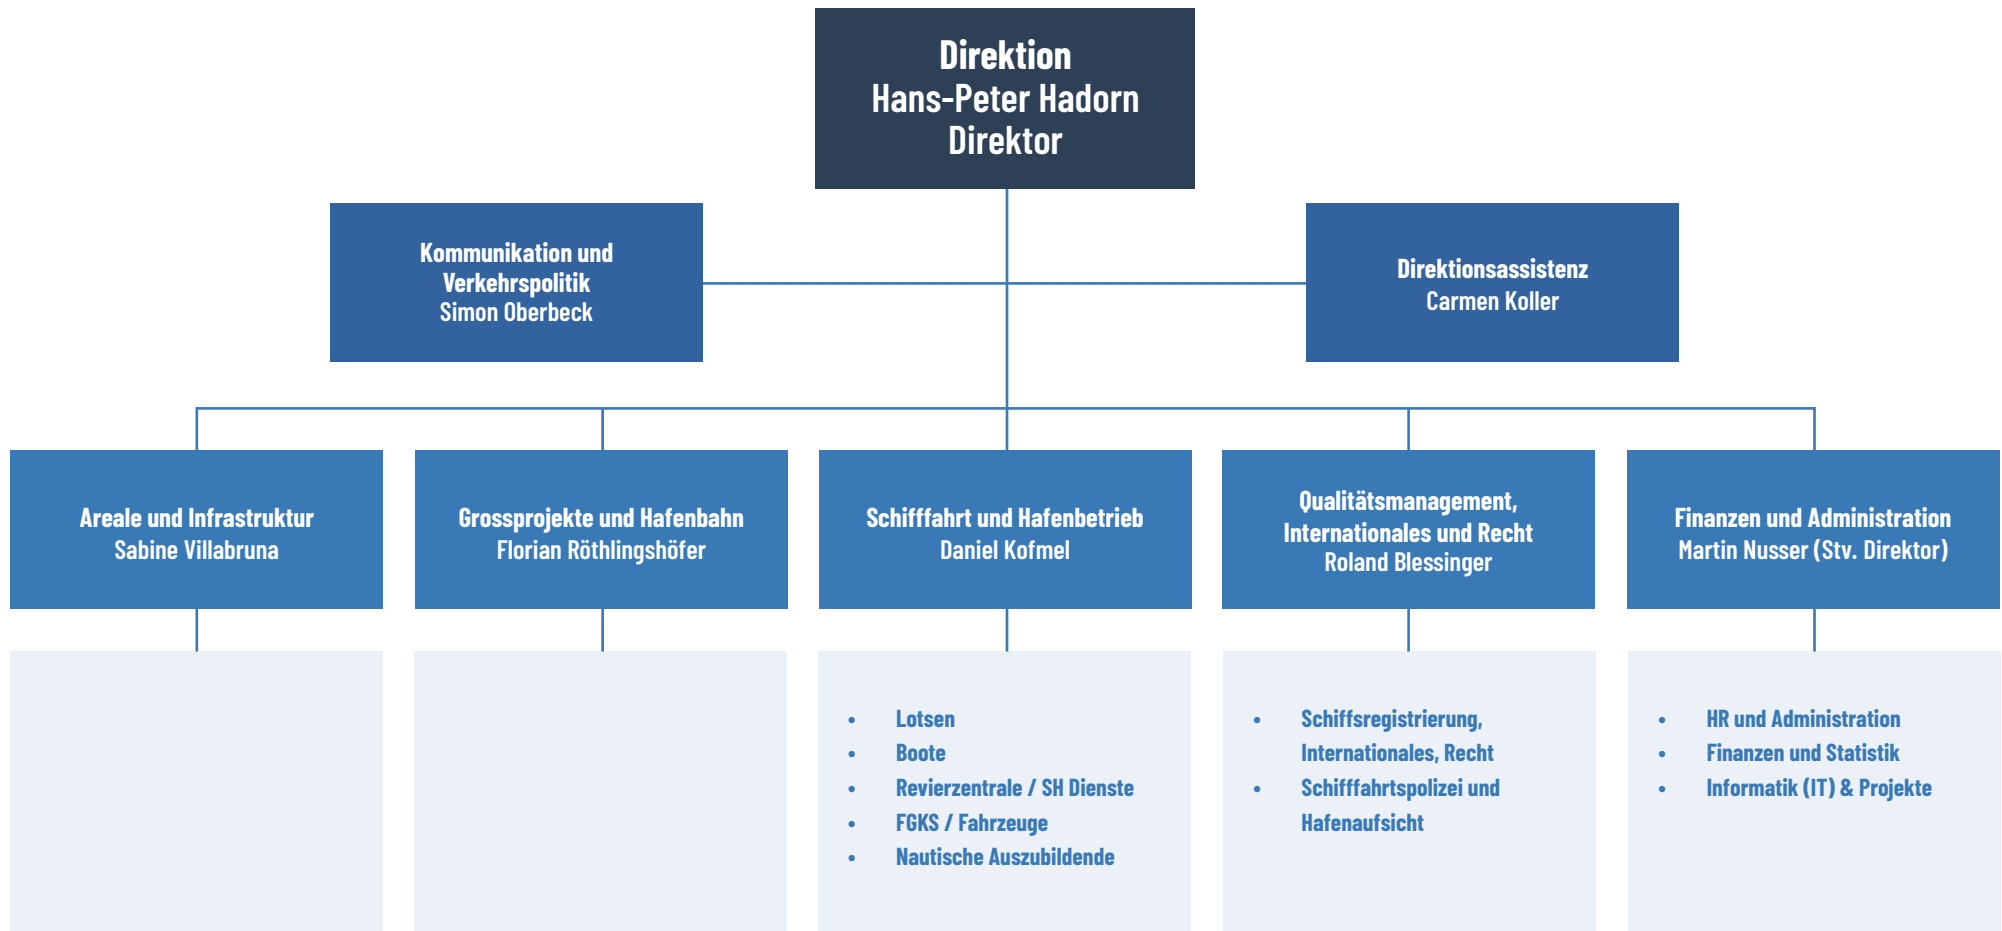 Direktion
Hans-Peter Hadorn
Direktor
Kommunikation und
Verkehrspolitik
Simon Oberbeck
Direktionsassistenz
Carmen Koller
Areale und Infrastruktur
Sabine Villabruna
Grossprojekte und Hafenbahn
Florian Röthlingshöfer
Schifffahrt und Hafenbetrieb
Daniel Kofmel
Qualitätsmanagement,
Internationales und Recht
Roland Blessinger
Finanzen und Administration
Martin Nusser (Stv. Direktor)
• Lotsen
• Boote
• Revierzentrale / SH Dienste
• FGKS / Fahrzeuge
• Nautische Auszubildende
• Schiffsregistrierung,
Internationales, Recht
• Schifffahrtspolizei und
Hafenaufsicht
• HR und Administration
• Finanzen und Statistik
• Informatik (IT) & Projekte